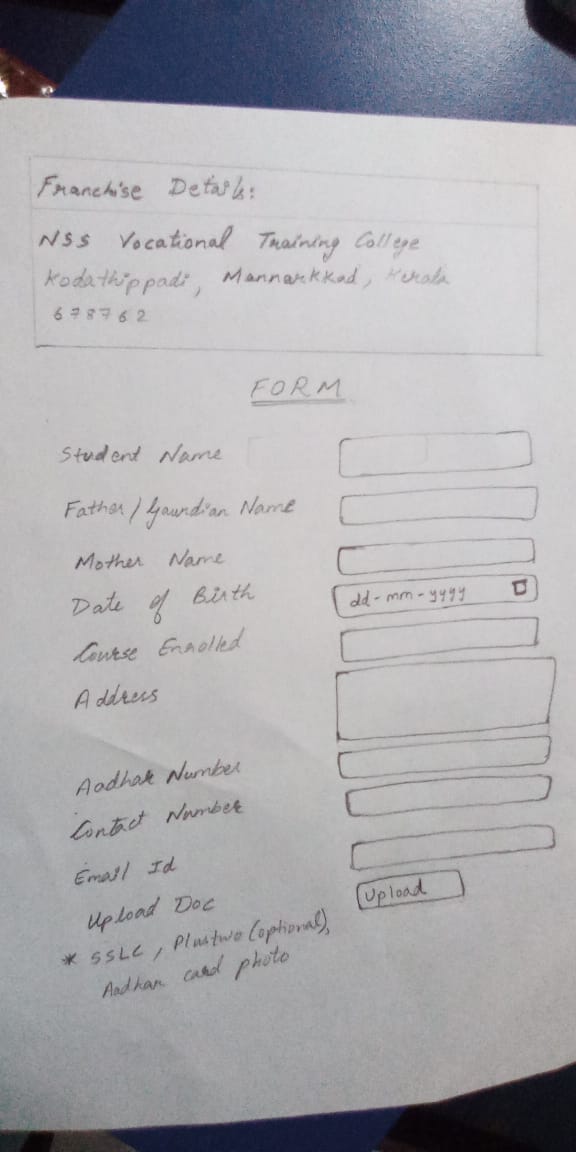 Franchise Details:
NSS Vocational Training College
Kodathippadi, Mannarkkad, Kerala
678762
FORM
Student Name
Father/Gaurdian Name
Mother Name
Date of Birth
dd-mm-yyyy
Course Enrolled
Address
Aadhar Number
Contact Number
Email Id
Upload Doc
Upload
* SSLC, Plustwo (optional),
Aadhar card photo